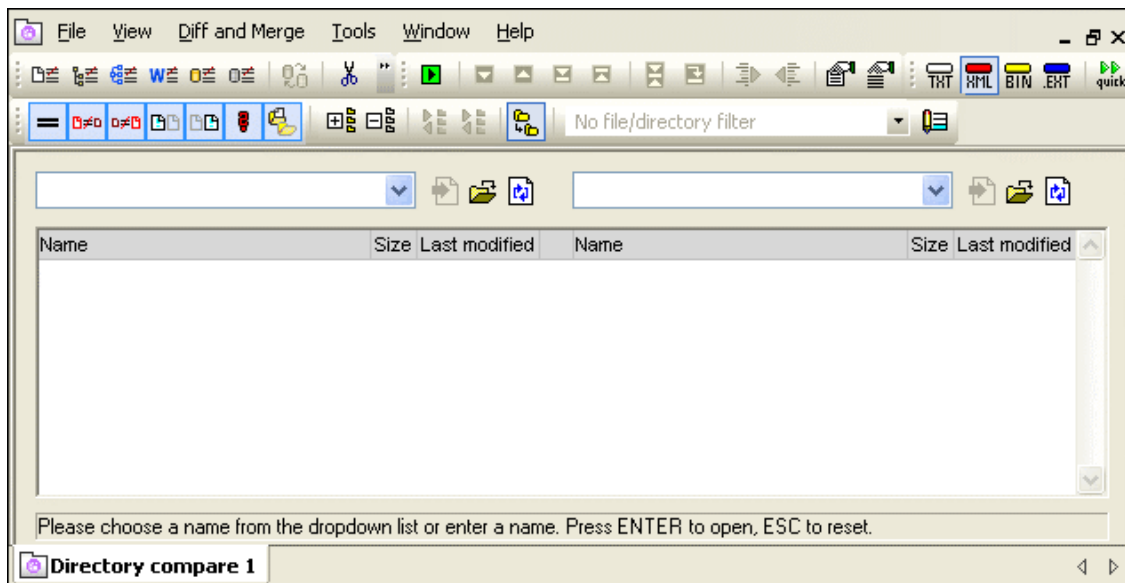 File View Diff and Merge Tools Window Help
W TXT XML BIN .EXT quick
No file/directory filter
Name Size Last modified Name Size Last modified
Please choose a name from the dropdown list or enter a name. Press ENTER to open, ESC to reset.
Directory compare 1